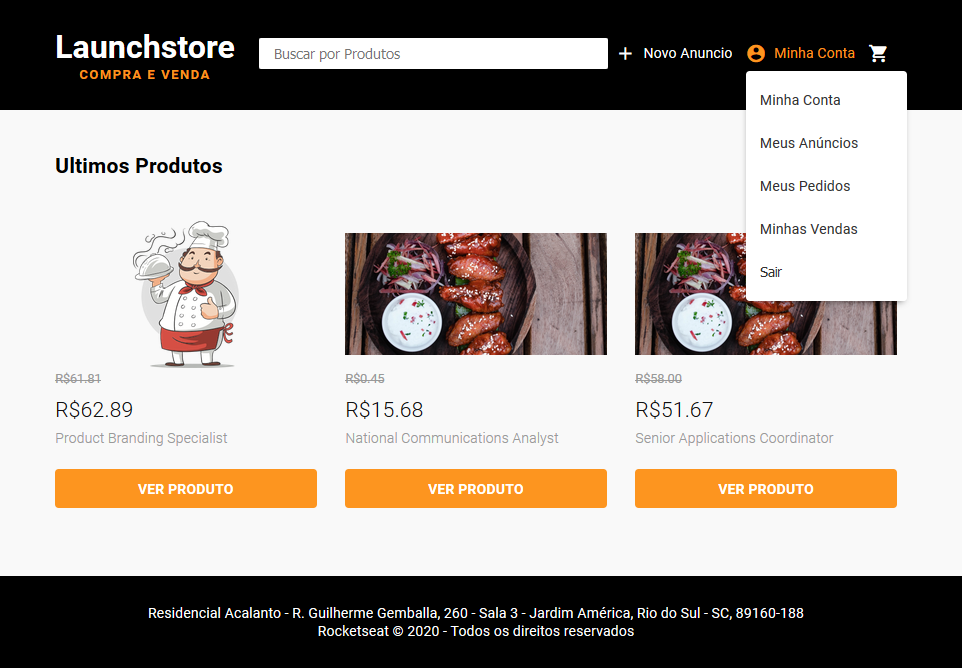 Launchstore
COMPRA E VENDA
Buscar por Produtos
Novo Anuncio
Minha Conta
Minha Conta
Meus Anúncios
Meus Pedidos
Minhas Vendas
Sair
Ultimos Produtos
R$61.81
R$62.89
Product Branding Specialist
VER PRODUTO
R$0.45
R$15.68
National Communications Analyst
VER PRODUTO
R$58.00
R$51.67
Senior Applications Coordinator
VER PRODUTO
Residencial Acalanto - R. Guilherme Gemballa, 260 - Sala 3 - Jardim América, Rio do Sul - SC, 89160-188
Rocketseat © 2020 - Todos os direitos reservados